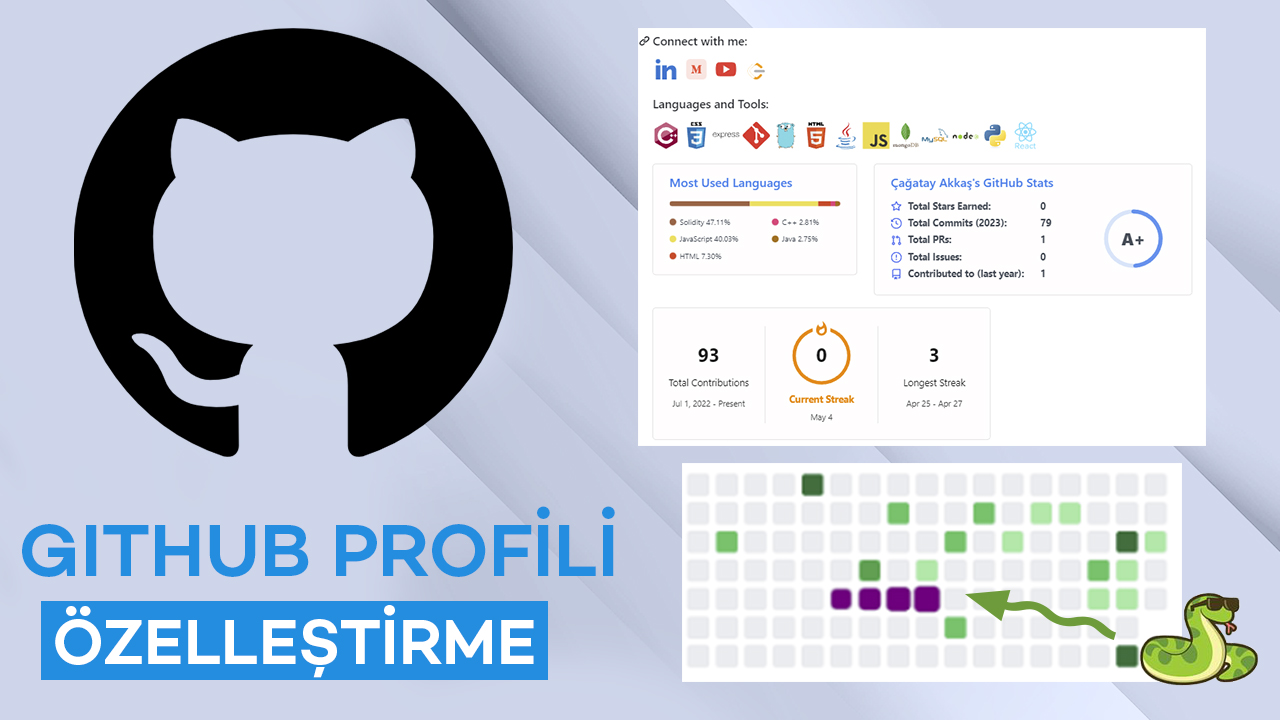 GITHUB PROFİLİ
ÖZELLEŞTİRME
Connect with me:
M
Languages and Tools:
CSS
3
express
HTML
5
JS
mongoDB
MySQL
node
React
Most Used Languages
Solidity 47.11%
C++ 2.81%
JavaScript 40.03%
Java 2.75%
HTML 7.30%
Çağatay Akkaş's GitHub Stats
Total Stars Earned: 0
Total Commits (2023): 79
Total PRs: 1
Total Issues: 0
Contributed to (last year): 1
A+
93
Total Contributions
Jul 1, 2022 - Present
0
Current Streak
May 4
3
Longest Streak
Apr 25 - Apr 27